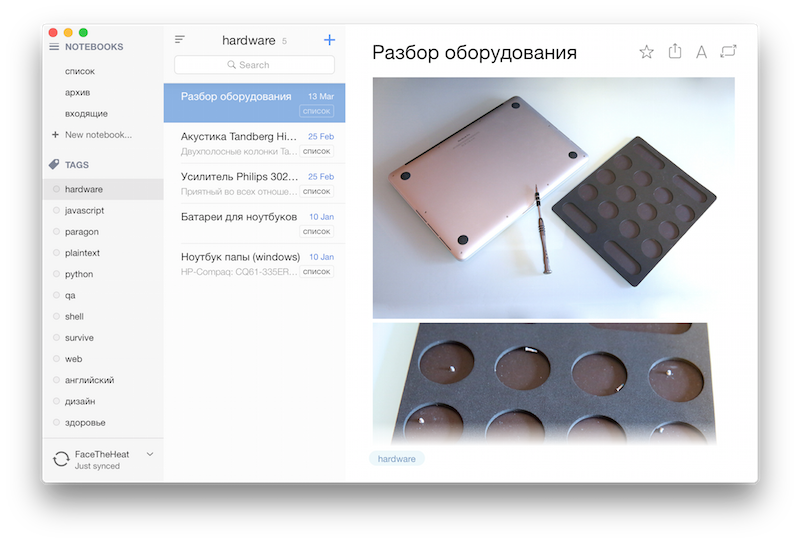 NOTEBOOKS
список
архив
входящие
+ New notebook...
TAGS
hardware
javascript
paragon
plaintext
python
qa
shell
survive
web
английский
дизайн
здоровье
FaceTheHeat
Just synced
hardware 5
Search
Разбор оборудования 13 Mar
список
Акустика Tandberg Hi... 25 Feb
Двухполосные колонки Ta... список
Усилитель Philips 302... 25 Feb
Приятный во всех отноше... список
Батареи для ноутбуков 10 Jan
список
Ноутбук папы (windows) 10 Jan
HP-Compaq: CQ61-335ER... список
Разбор оборудования
A
hardware